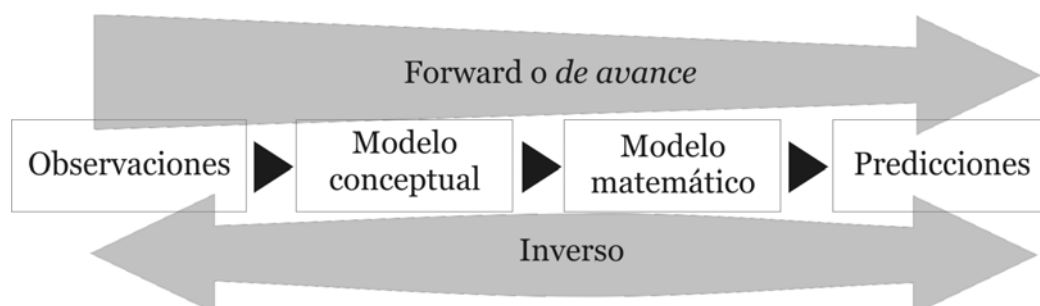 Forward o de avance
Observaciones
Modelo
conceptual
Modelo
matemático
Predicciones
Inverso